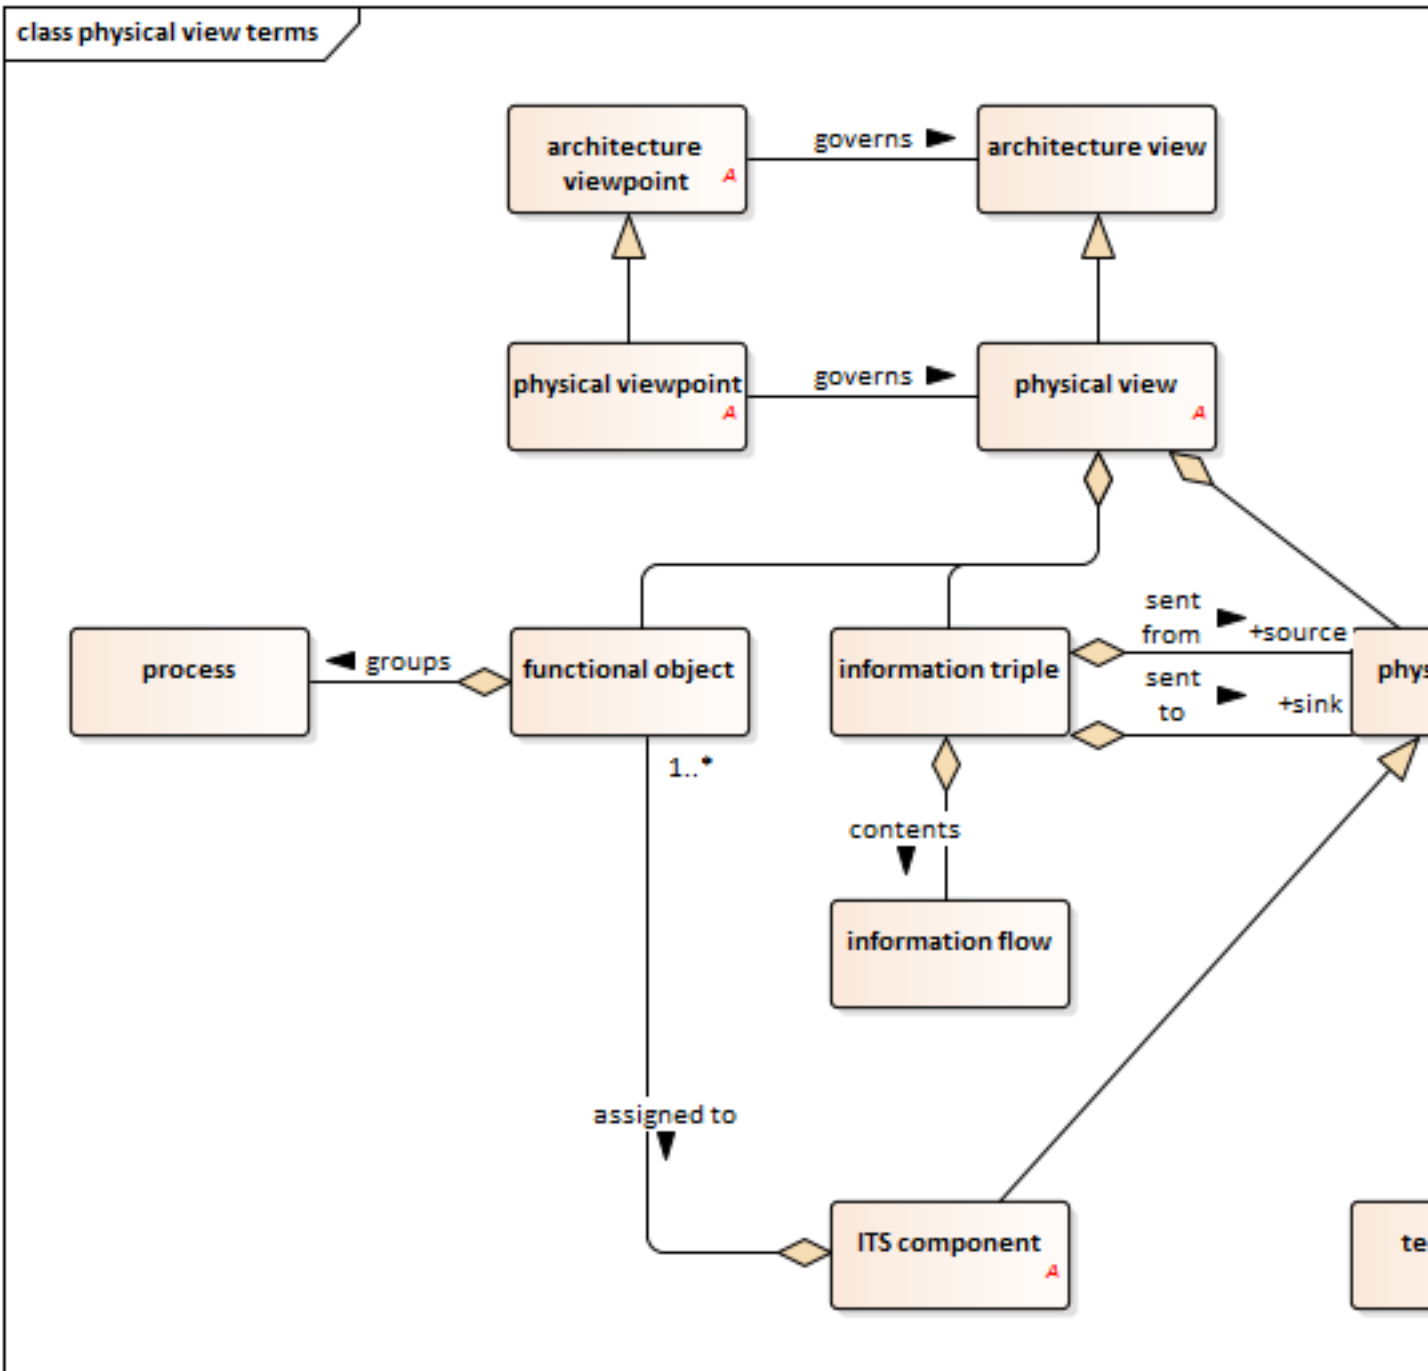 class physical view terms
architecture
viewpoint
A
governs
architecture view
physical viewpoint
A
governs
physical view
A
process
groups
functional object
1..*
information triple
sent
from
+source
sent
to
+sink
contents
information flow
assigned to
ITS component
A